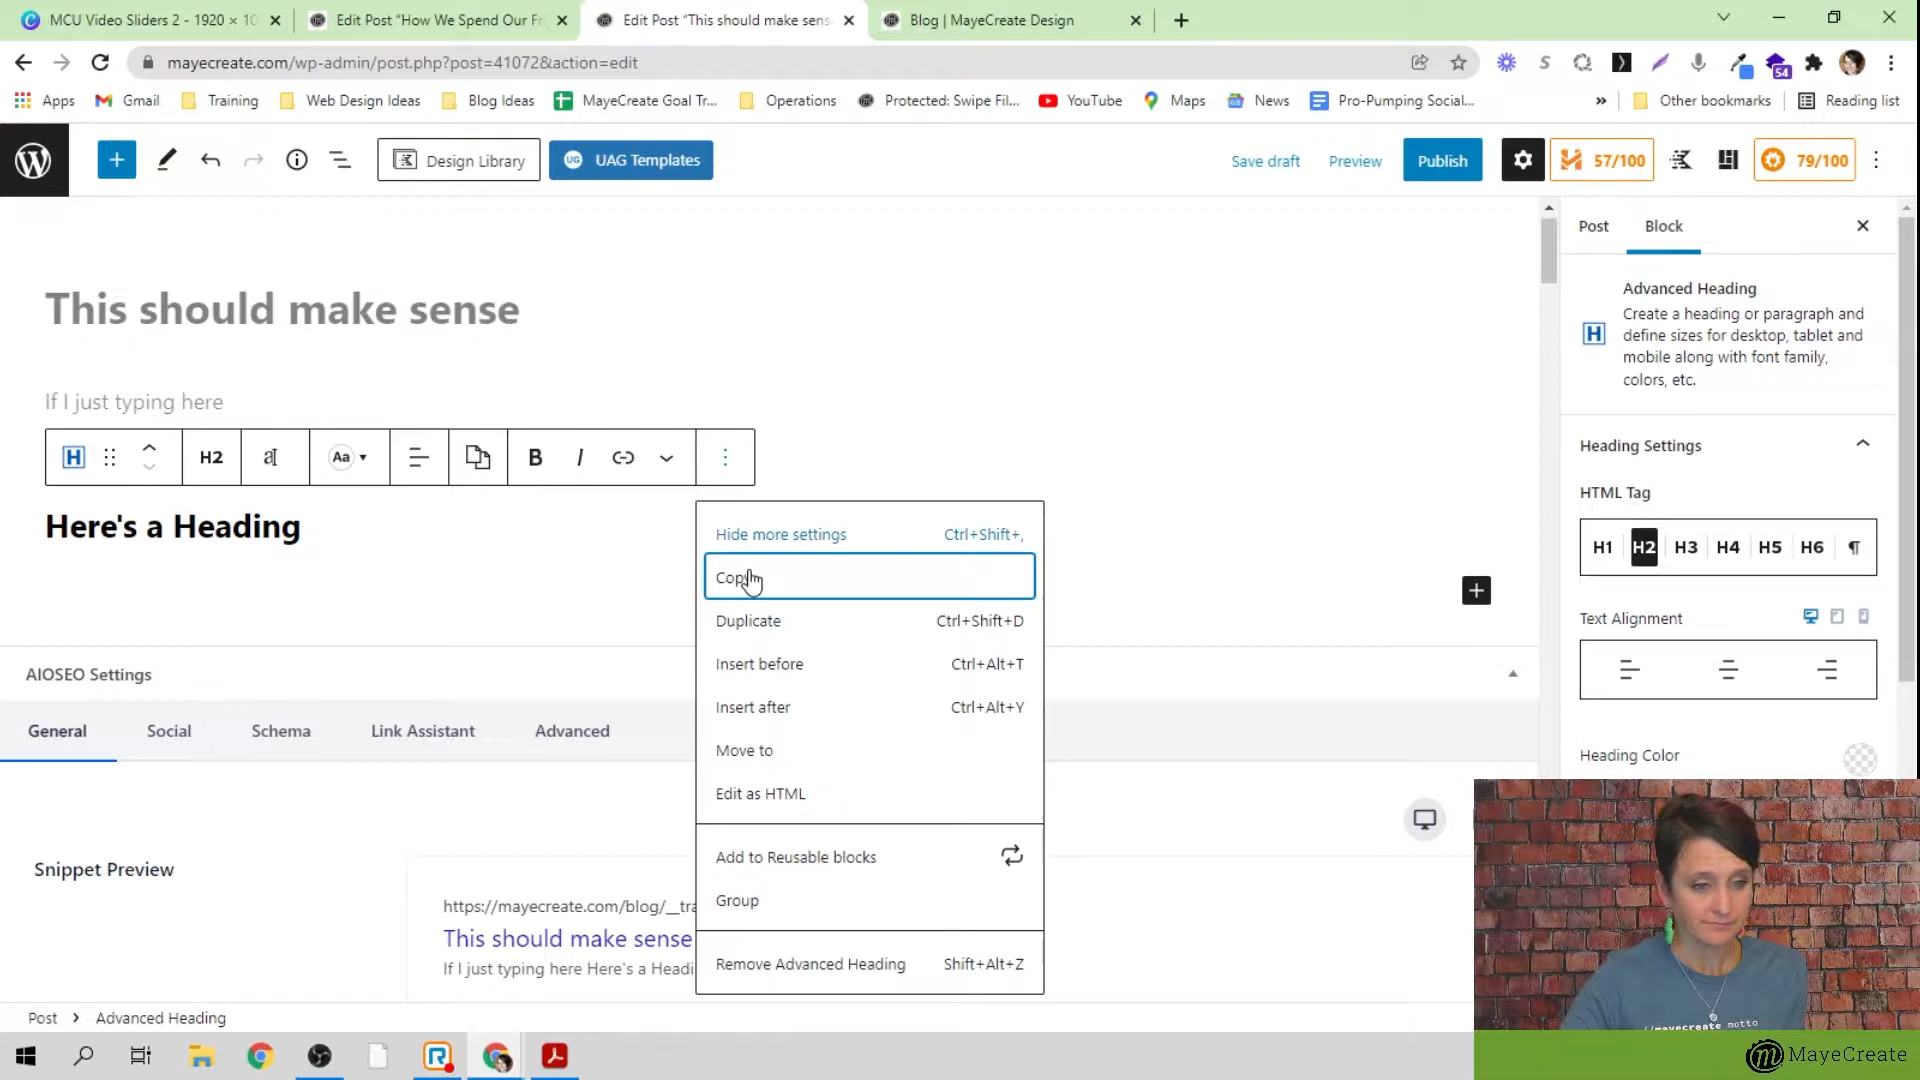 MCU Video Sliders 2 - 1920 × 10
Edit Post "How We Spend Our Fr
Edit Post "This should make sens
Blog | MayeCreate Design
mayecreate.com/wp-admin/post.php?post=41072&action=edit
54
Apps
Gmail
Training
Web Design Ideas
Blog Ideas
MayeCreate Goal Tr...
Operations
Protected: Swipe Fil...
YouTube
Maps
News
Pro-Pumping Social...
»
Other bookmarks
Reading list
Design Library
UG UAG Templates
Save draft
Preview
Publish
57/100
79/100
This should make sense
Post
Block
Advanced Heading
Create a heading or paragraph and
define sizes for desktop, tablet and
mobile along with font family,
colors, etc.
If I just typing here
H
H2
Aa
B
I
Here's a Heading
Heading Settings
HTML Tag
H1 H2 H3 H4 H5 H6 ¶
Text Alignment
Heading Color
Hide more settings Ctrl+Shift+,
Duplicate Ctrl+Shift+D
Insert before Ctrl+Alt+T
Insert after Ctrl+Alt+Y
Move to
Edit as HTML
Add to Reusable blocks
Group
Remove Advanced Heading Shift+Alt+Z
AIOSEO Settings
General
Social
Schema
Link Assistant
Advanced
Snippet Preview
https://mayecreate.com/blog/__tra
This should make sense
If I just typing here Here's a Headi
Post > Advanced Heading
//mayecreate motto
MayeCreate